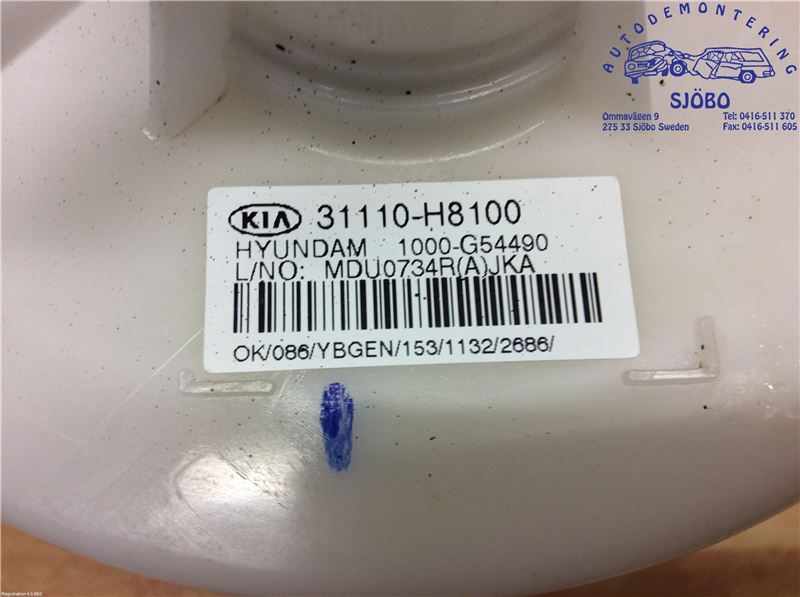 AUTODEMONTERING
SJÖBO
Ommavägen 9 Tel: 0416-511 370
275 33 Sjöbo Sweden Fax: 0416-511 605
KIA 31110-H8100
HYUNDAM 1000-G54490
L/NO: MDU0734R(A)JKA
OK/086/YBGEN/153/1132/2686/